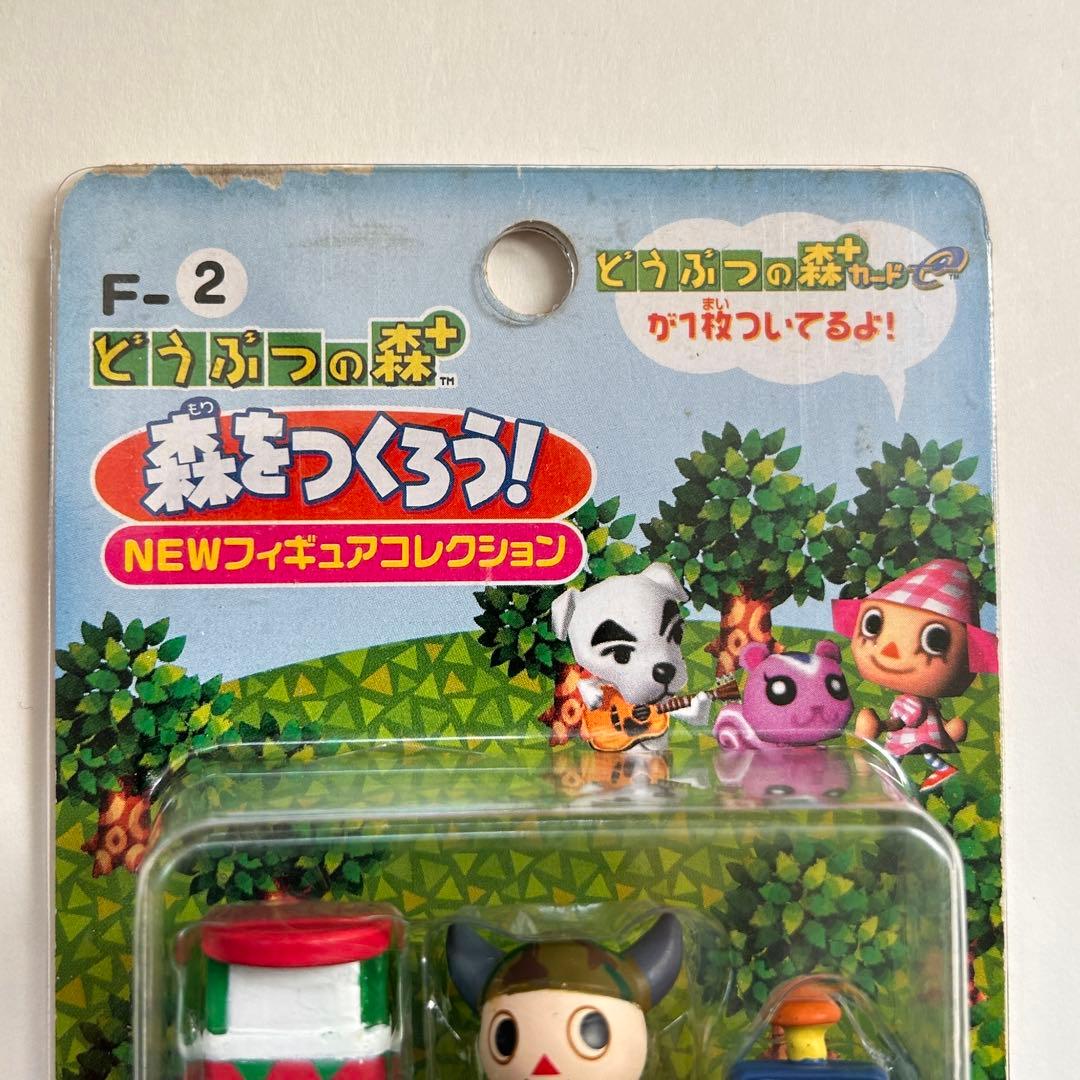 F-2
どうぶつの森+™
もり
森をつくろう!
NEWフィギュアコレクション
どうぶつの森+カードe™
まい
が1枚ついてるよ!